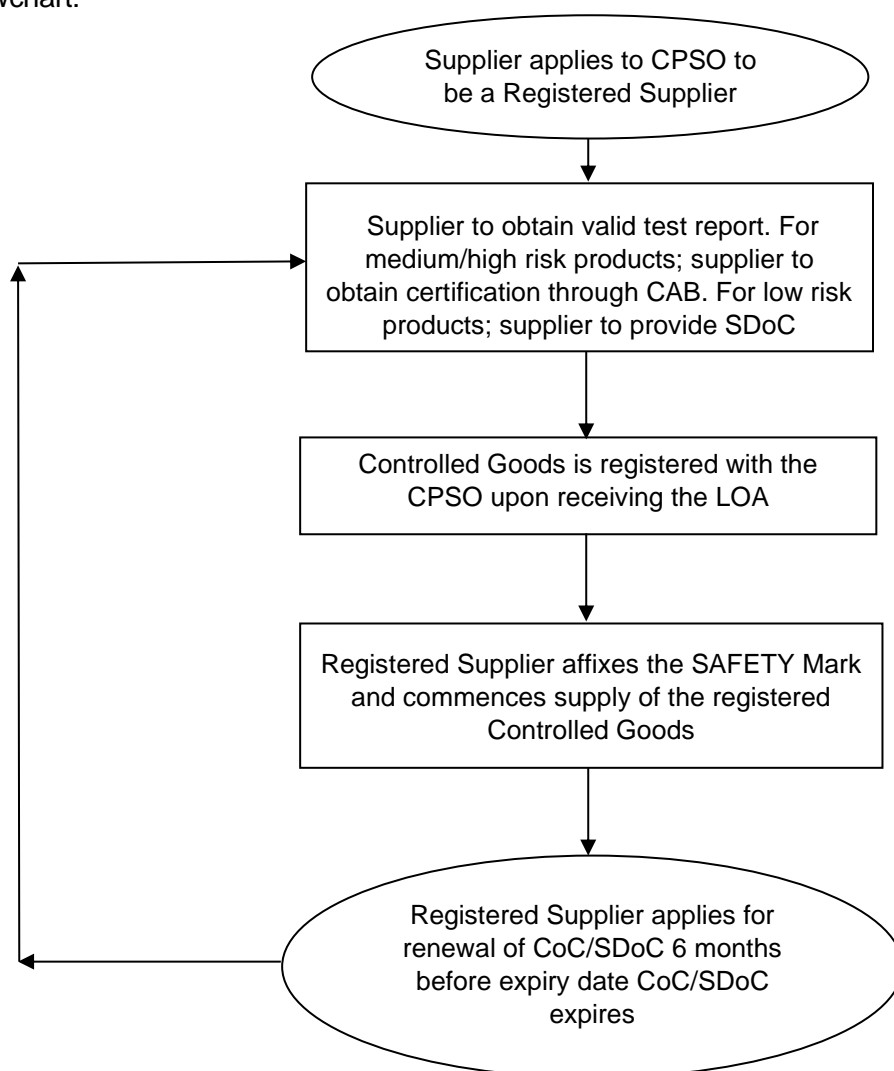 Supplier applies to CPSO to
be a Registered Supplier
Supplier to obtain valid test report. For
medium/high risk products; supplier to
obtain certification through CAB. For low risk
products; supplier to provide SDoC
Controlled Goods is registered with the
CPSO upon receiving the LOA
Registered Supplier affixes the SAFETY Mark
and commences supply of the registered
Controlled Goods
Registered Supplier applies for
renewal of CoC/SDoC 6 months
before expiry date CoC/SDoC
expires